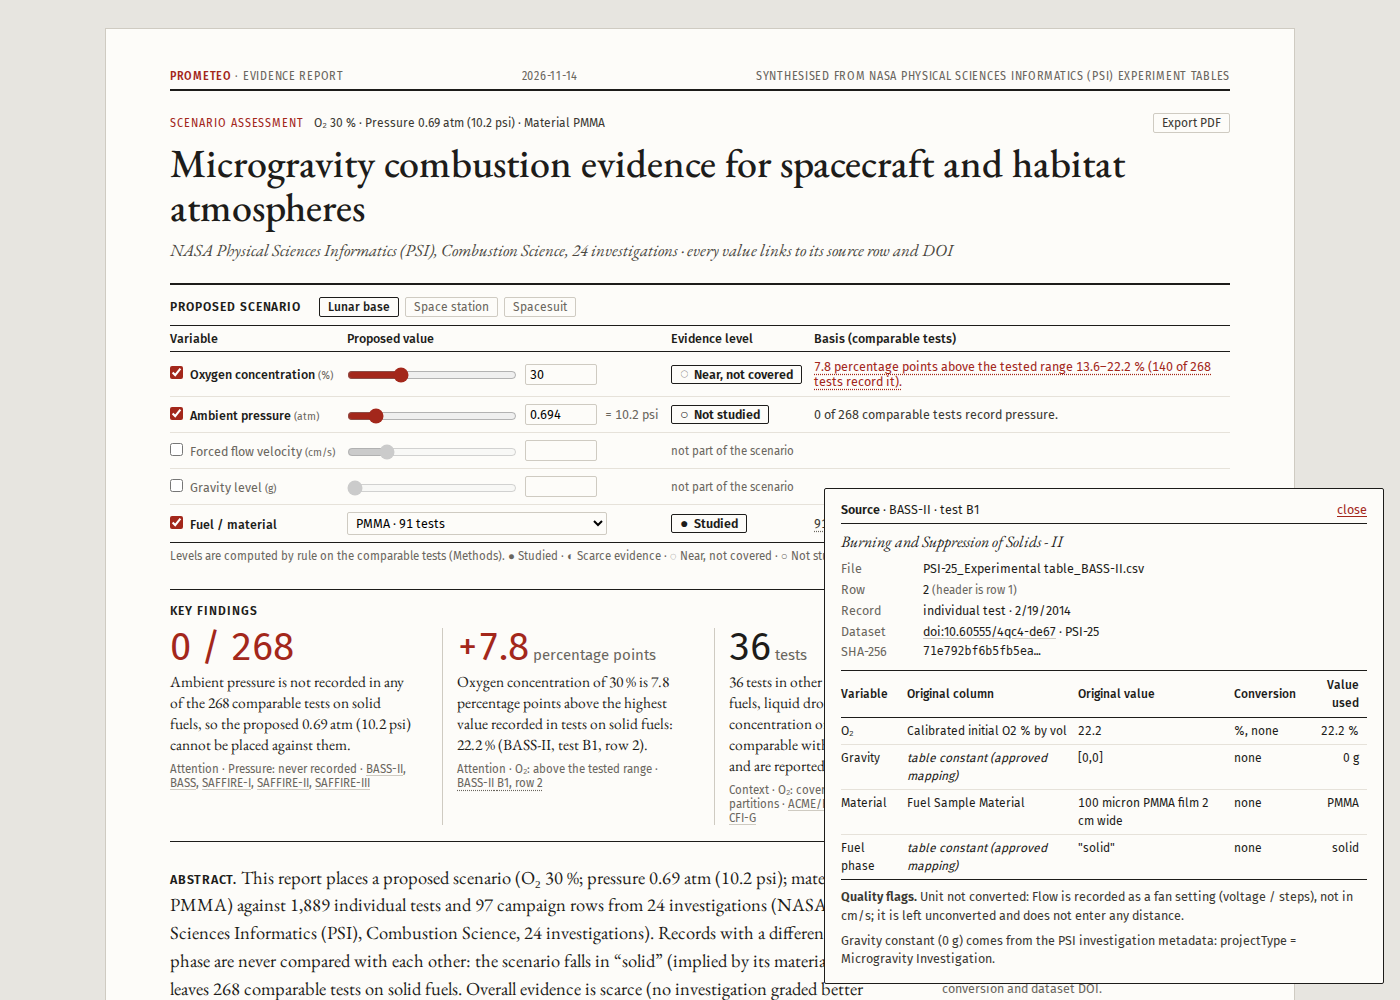 PROMETEO · EVIDENCE REPORT
2026-11-14
SYNTHESISED FROM NASA PHYSICAL SCIENCES INFORMATICS (PSI) EXPERIMENT TABLES
SCENARIO ASSESSMENT O₂ 30 % · Pressure 0.69 atm (10.2 psi) · Material PMMA
Export PDF
Microgravity combustion evidence for spacecraft and habitat
atmospheres
NASA Physical Sciences Informatics (PSI), Combustion Science, 24 investigations · every value links to its source row and DOI
PROPOSED SCENARIO Lunar base Space station Spacesuit
Variable Proposed value Evidence level Basis (comparable tests)
Oxygen concentration (%) 30 ○ Near, not covered 7.8 percentage points above the tested range 13.6–22.2 % (140 of 268
tests record it).
Ambient pressure (atm) 0.694 = 10.2 psi ○ Not studied 0 of 268 comparable tests record pressure.
Forced flow velocity (cm/s) not part of the scenario
Gravity level (g) not part of the scenario
Fuel / material PMMA · 91 tests ● Studied 91
Levels are computed by rule on the comparable tests (Methods). ● Studied · ◖ Scarce evidence · ○ Near, not covered · ○ Not
KEY FINDINGS
0 / 268
Ambient pressure is not recorded in any
of the 268 comparable tests on solid
fuels, so the proposed 0.69 atm (10.2 psi)
cannot be placed against them.
Attention · Pressure: never recorded · BASS-II,
BASS, SAFFIRE-I, SAFFIRE-II, SAFFIRE-III
+7.8 percentage points
Oxygen concentration of 30 % is 7.8
percentage points above the highest
value recorded in tests on solid fuels:
22.2 % (BASS-II, test B1, row 2).
Attention · O₂: above the tested range ·
BASS-II B1, row 2
36 tests
36 tests in other
fuels, liquid
concentration
comparable
and are reported
Context · O₂:
partitions · ACME/
CFI-G
ABSTRACT. This report places a proposed scenario (O₂ 30 %; pressure 0.69 atm (10.2 psi);
PMMA) against 1,889 individual tests and 97 campaign rows from 24 investigations (NASA
Sciences Informatics (PSI), Combustion Science, 24 investigations). Records with a
phase are never compared with each other: the scenario falls in “solid” (implied by its
leaves 268 comparable tests on solid fuels. Overall evidence is scarce (no investigation graded better
conversion and dataset DOI.
Source · BASS-II · test B1
close
Burning and Suppression of Solids - II
File PSI-25_Experimental table_BASS-II.csv
Row 2 (header is row 1)
Record individual test · 2/19/2014
Dataset doi:10.60555/4qc4-de67 · PSI-25
SHA-256 71e792bf6b5fb5ea…
Variable Original column Original value Conversion Value
used
O₂ Calibrated initial O2 % by vol 22.2 %, none 22.2 %
Gravity table constant (approved
mapping) [0,0] none 0 g
Material Fuel Sample Material 100 micron PMMA film 2
cm wide none PMMA
Fuel
phase table constant (approved
mapping) "solid" none solid
Quality flags. Unit not converted: Flow is recorded as a fan setting (voltage / steps), not in
cm/s; it is left unconverted and does not enter any distance.
Gravity constant (0 g) comes from the PSI investigation metadata: projectType =
Microgravity Investigation.